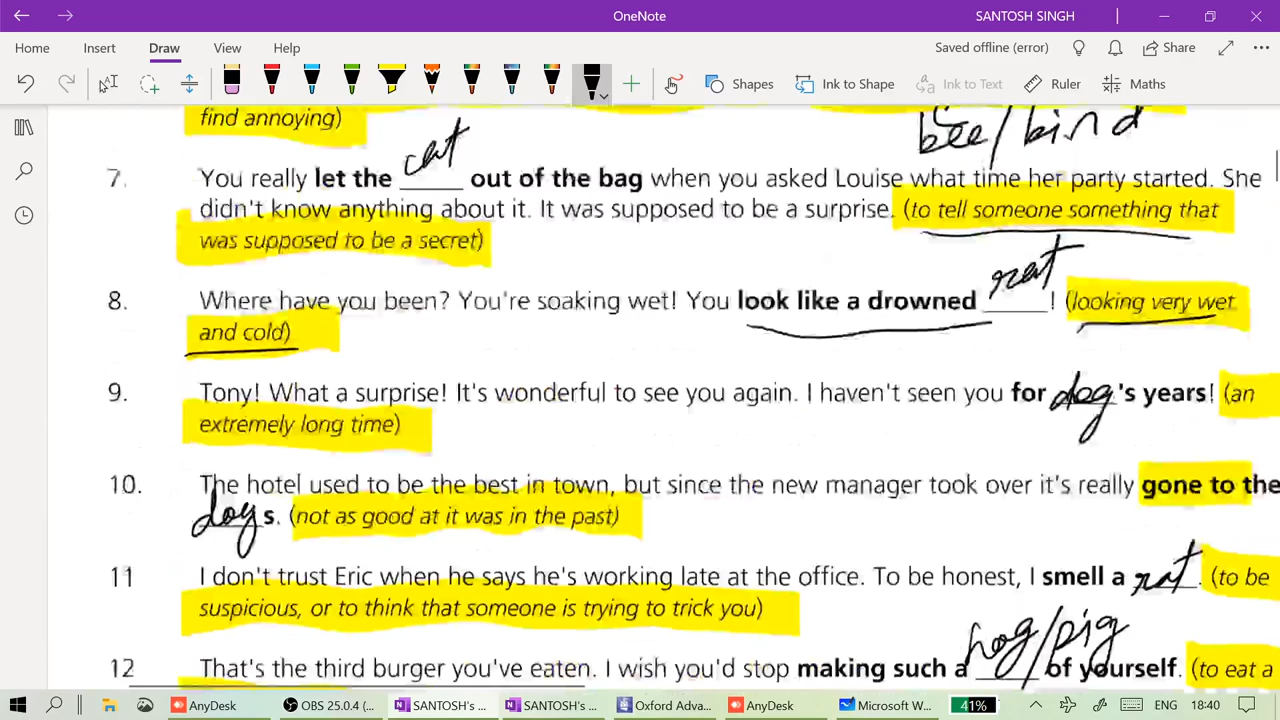 OneNote
SANTOSH SINGH
Home Insert Draw View Help
Saved offline (error) Share
Shapes Ink to Shape Ink to Text Ruler Maths
find annoying)
bee/bird
cat
7. You really let the ____ out of the bag when you asked Louise what time her party started. She
didn't know anything about it. It was supposed to be a surprise. (to tell someone something that
was supposed to be a secret)
rat
8. Where have you been? You're soaking wet! You look like a drowned ____! (looking very wet
and cold)
9. Tony! What a surprise! It's wonderful to see you again. I haven't seen you for dog's years! (an
extremely long time)
10. The hotel used to be the best in town, but since the new manager took over it's really gone to the
dogs. (not as good at it was in the past)
11 I don't trust Eric when he says he's working late at the office. To be honest, I smell a rat. (to be
suspicious, or to think that someone is trying to trick you)
hog/pig
12 That's the third burger you've eaten. I wish you'd stop making such a ____ of yourself. (to eat a
AnyDesk OBS 25.0.4 (... SANTOSH's... SANTOSH's... Oxford Adva... AnyDesk Microsoft W... 41% 18:40